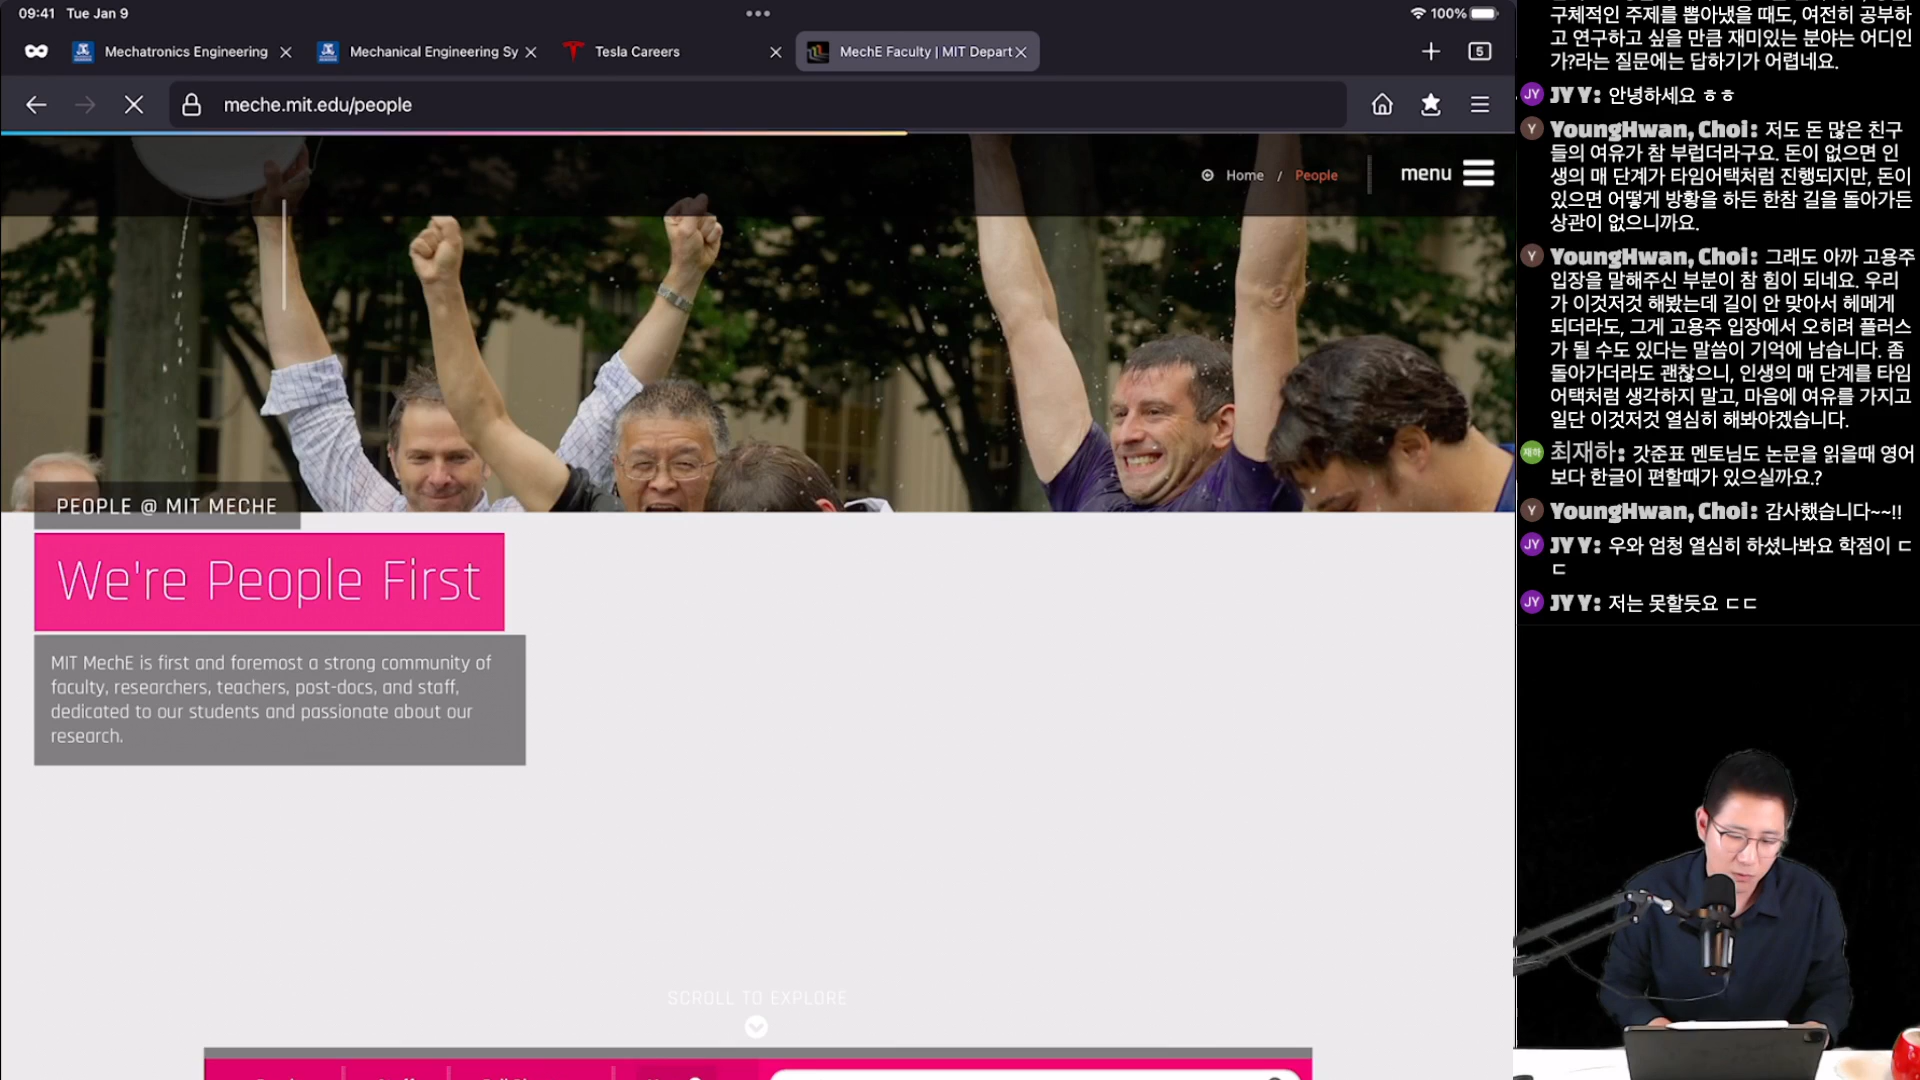 09:41 Tue Jan 9
100%
Mechatronics Engineering
Mechanical Engineering Sy
Tesla Careers
MechE Faculty | MIT Depart
5
meche.mit.edu/people
Home / People
menu
PEOPLE @ MIT MECHE
We're People First
MIT MechE is first and foremost a strong community of
faculty, researchers, teachers, post-docs, and staff,
dedicated to our students and passionate about our
research.
SCROLL TO EXPLORE
구체적인 주제를 뽑아냈을 때도, 여전히 공부하
고 연구하고 싶을 만큼 재미있는 분야는 어디인
가?라는 질문에는 답하기가 어렵네요.
JY JY Y: 안녕하세요 ㅎㅎ
Y YoungHwan, Choi: 저도 돈 많은 친구
들의 여유가 참 부럽더라구요. 돈이 없으면 인
생의 매 단계가 타임어택처럼 진행되지만, 돈이
있으면 어떻게 방황을 하든 한참 길을 돌아가든
상관이 없으니까요.
Y YoungHwan, Choi: 그래도 아까 고용주
입장을 말해주신 부분이 참 힘이 되네요. 우리
가 이것저것 해봤는데 길이 안 맞아서 헤메게
되더라도, 그게 고용주 입장에서 오히려 플러스
가 될 수도 있다는 말씀이 기억에 남습니다. 좀
돌아가더라도 괜찮으니, 인생의 매 단계를 타임
어택처럼 생각하지 말고, 마음에 여유를 가지고
일단 이것저것 열심히 해봐야겠습니다.
재하 최재하: 갓준표 멘토님도 논문을 읽을때 영어
보다 한글이 편할때가 있으실까요.?
Y YoungHwan, Choi: 감사했습니다~~!!
JY JY Y: 우와 엄청 열심히 하셨나봐요 학점이 ㄷ
ㄷ
JY JY Y: 저는 못할듯요 ㄷㄷ